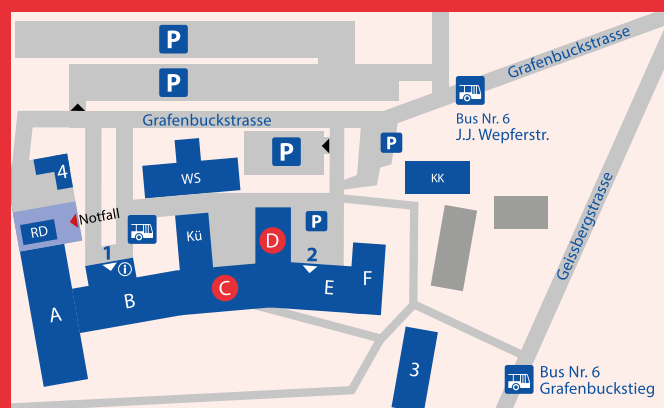 P
P
Grafenbuckstrasse
Grafenbuckstrasse
Bus Nr. 6
J.J. Wepferstr.
P
P
4
WS
KK
RD
Notfall
Kü
D
P
Geissbergstrasse
1
i
2
A
B
C
E
F
3
Bus Nr. 6
Grafenbuckstieg